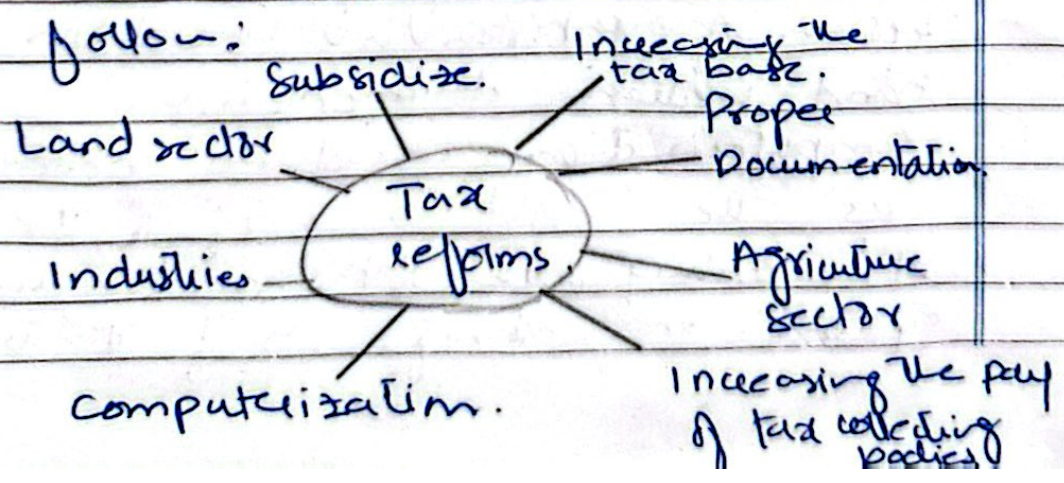 follow:
Subsidize.
Increasing the
tax base.
Proper
Documentation.
Land sector
Tax
reforms.
Industries
Agriculture
sector
Computerization.
Increasing the pay
of tax collecting
bodies